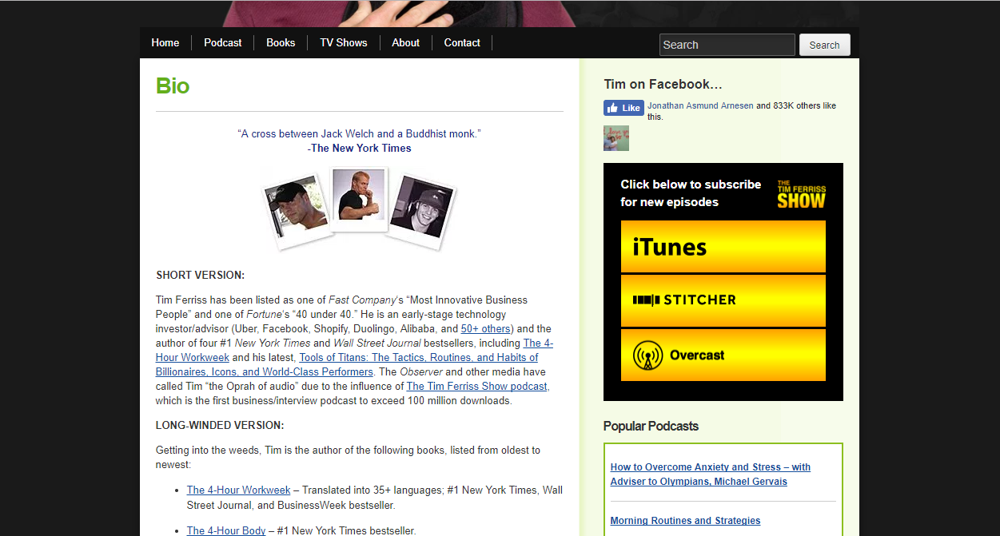 Home
Podcast
Books
TV Shows
About
Contact
Search
Search
Bio
“A cross between Jack Welch and a Buddhist monk.”
-The New York Times
SHORT VERSION:
Tim Ferriss has been listed as one of Fast Company‘s “Most Innovative Business
People” and one of Fortune‘s “40 under 40.” He is an early-stage technology
investor/advisor (Uber, Facebook, Shopify, Duolingo, Alibaba, and 50+ others) and the
author of four #1 New York Times and Wall Street Journal bestsellers, including The 4-
Hour Workweek and his latest, Tools of Titans: The Tactics, Routines, and Habits of
Billionaires, Icons, and World-Class Performers. The Observer and other media have
called Tim “the Oprah of audio” due to the influence of The Tim Ferriss Show podcast,
which is the first business/interview podcast to exceed 100 million downloads.
LONG-WINDED VERSION:
Getting into the weeds, Tim is the author of the following books, listed from oldest to
newest:
• The 4-Hour Workweek – Translated into 35+ languages; #1 New York Times, Wall
Street Journal, and BusinessWeek bestseller.
• The 4-Hour Body – #1 New York Times bestseller.
Tim on Facebook…
Like
Jonathan Asmund Arnesen and 833K others like
this.
Click below to subscribe
for new episodes
THE
TIM FERRISS
SHOW
iTunes
STITCHER
Overcast
Popular Podcasts
How to Overcome Anxiety and Stress – with
Adviser to Olympians, Michael Gervais
Morning Routines and Strategies